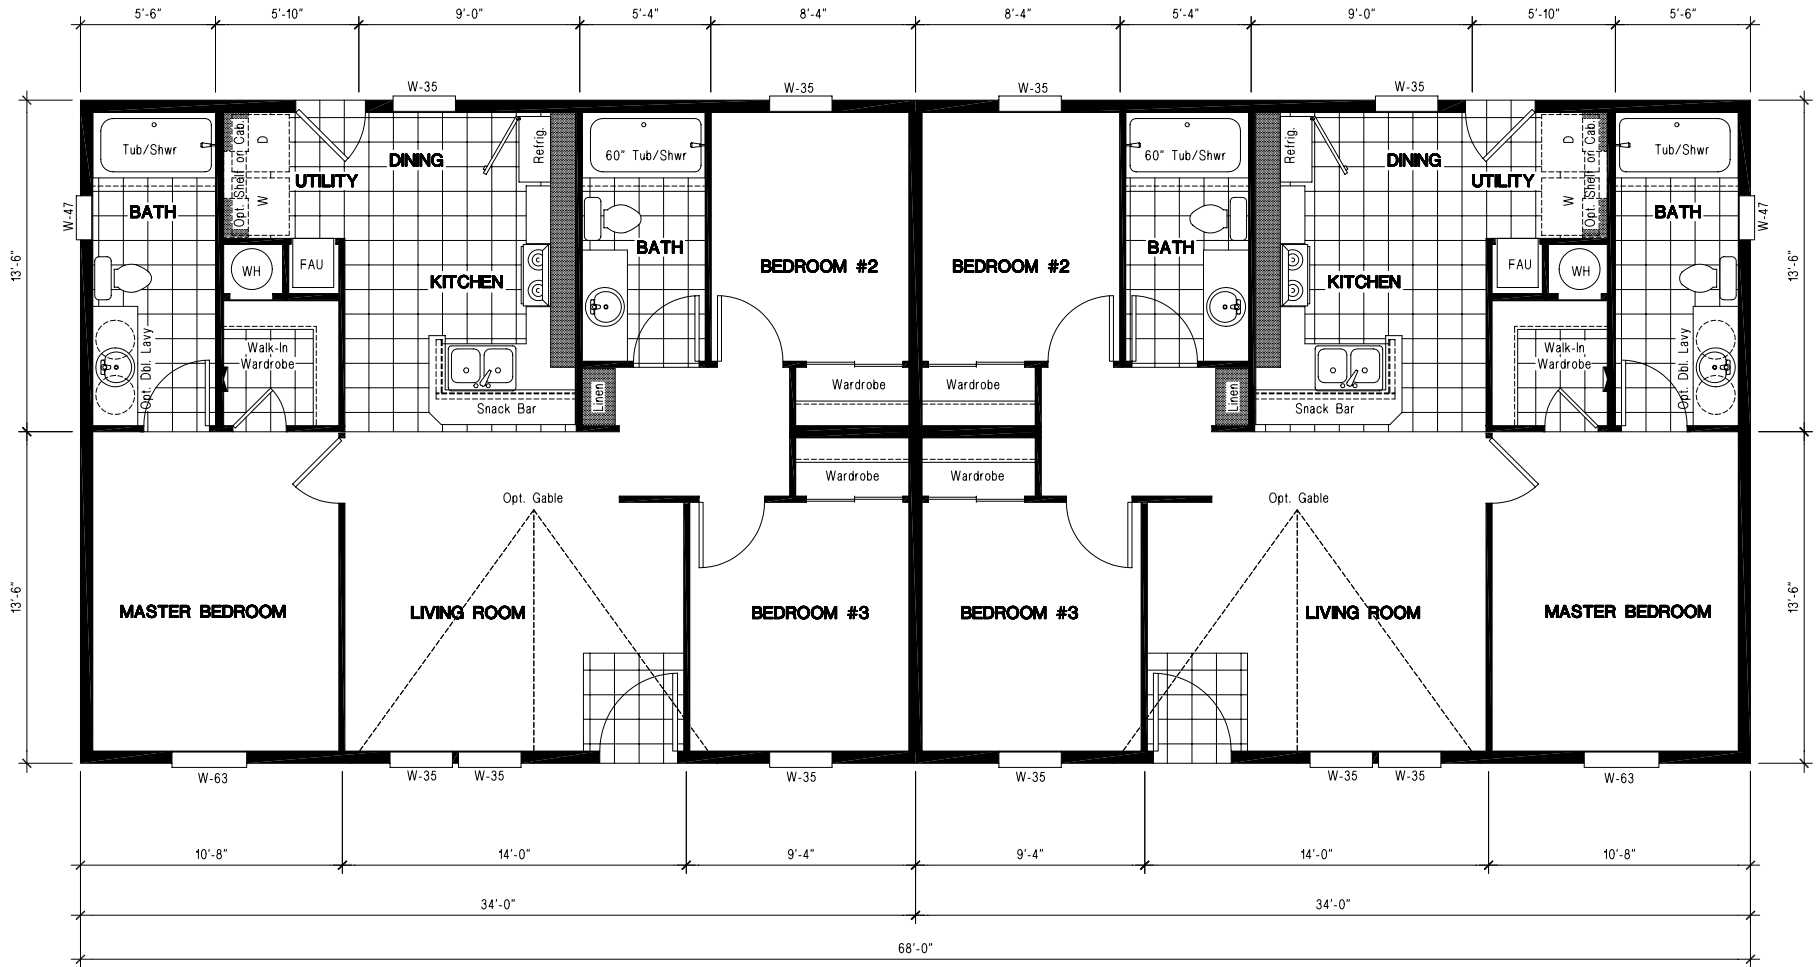 5'-6" 5'-10" 9'-0" 5'-4" 8'-4" 8'-4" 5'-4" 9'-0" 5'-10" 5'-6"
W-35 W-35 W-35 W-35
Tub/Shwr
Opt. Shelf on Cab.
D
W
DINING
UTILITY
Refrig.
60" Tub/Shwr
60" Tub/Shwr
Refrig.
DINING
UTILITY
D
W
Opt. Shelf on Cab.
Tub/Shwr
W-47
BATH
BATH
BATH
BATH
W-47
13'-6"
WH
FAU
KITCHEN
BEDROOM #2
BEDROOM #2
KITCHEN
FAU
WH
13'-6"
Opt. Dbl. Lavy
Walk-In
Wardrobe
Walk-In
Wardrobe
Opt. Dbl. Lavy
Snack Bar
Linen
Wardrobe
Wardrobe
Linen
Snack Bar
Wardrobe
Wardrobe
Opt. Gable
Opt. Gable
13'-6"
MASTER BEDROOM
LIVING ROOM
BEDROOM #3
BEDROOM #3
LIVING ROOM
MASTER BEDROOM
13'-6"
W-63 W-35 W-35 W-35 W-35 W-35 W-35 W-63
10'-8" 14'-0" 9'-4" 9'-4" 14'-0" 10'-8"
34'-0" 34'-0"
68'-0"